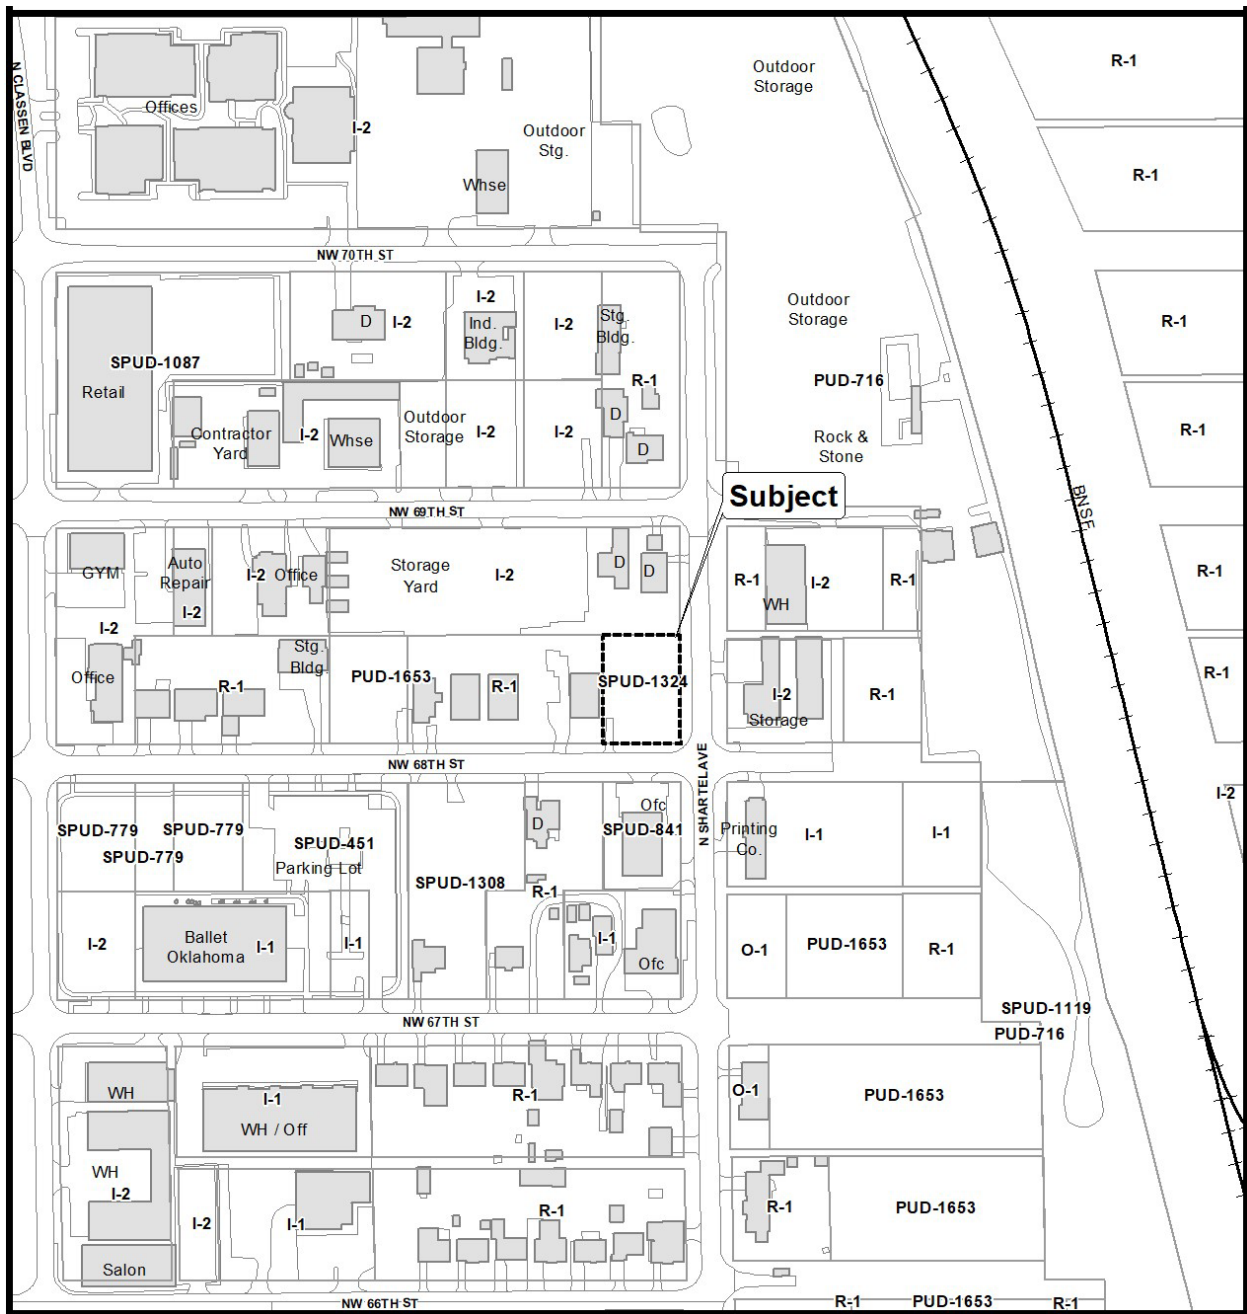 R-1
Outdoor
Storage
N CLASSEN BLVD
Offices
I-2
Outdoor
Stg.
R-1
Whse
NW 70TH ST
Outdoor
Storage
R-1
I-2
Stg.
Bldg.
D
I-2
Ind.
Bldg.
I-2
SPUD-1087
Retail
R-1
PUD-716
Outdoor
Storage
D
R-1
Contractor
Yard
I-2
Whse
I-2
I-2
Rock &
Stone
D
Subject
BNSF
NW 69TH ST
GYM
Auto
Repair
I-2
Office
Storage
Yard
I-2
D
D
R-1
I-2
R-1
R-1
WH
I-2
I-2
Stg.
Bldg.
Office
R-1
PUD-1653
R-1
SPUD-1324
I-2
Storage
R-1
R-1
NW 68TH ST
N SHARTEL AVE
I-2
SPUD-779
SPUD-779
SPUD-779
SPUD-451
Parking Lot
D
Ofc
SPUD-841
Printing
Co.
I-1
I-1
SPUD-1308
R-1
I-2
Ballet
Oklahoma
I-1
I-1
I-1
Ofc
O-1
PUD-1653
R-1
SPUD-1119
PUD-716
NW 67TH ST
WH
I-1
WH / Off
R-1
O-1
PUD-1653
WH
I-2
I-2
I-1
R-1
R-1
PUD-1653
Salon
NW 66TH ST
R-1
PUD-1653
R-1